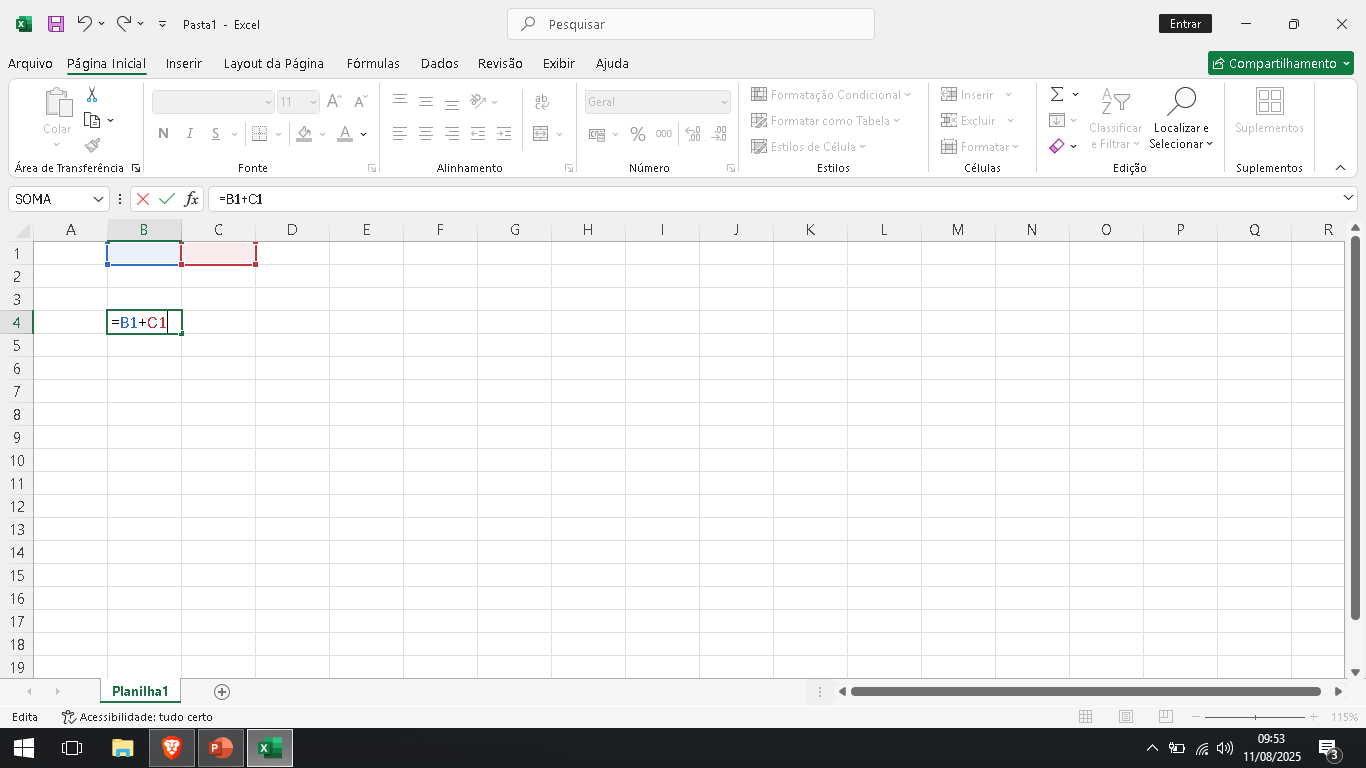 Pasta1 - Excel
Pesquisar
Entrar
Arquivo Página Inicial Inserir Layout da Página Fórmulas Dados Revisão Exibir Ajuda
Compartilhamento
Colar
Área de Transferência
11
N I S
Fonte
ab
Alinhamento
Geral
% 000
Número
Formatação Condicional
Formatar como Tabela
Estilos de Célula
Estilos
Inserir
Excluir
Formatar
Células
Classificar e Filtrar
Localizar e Selecionar
Edição
Suplementos
Suplementos
SOMA
fx
=B1+C1
A B C D E F G H I J K L M N O P Q R
1
2
3
4 =B1+C1
5
6
7
8
9
10
11
12
13
14
15
16
17
18
19
Planilha1
Edita Acessibilidade: tudo certo 115%
09:53
11/08/2025
3